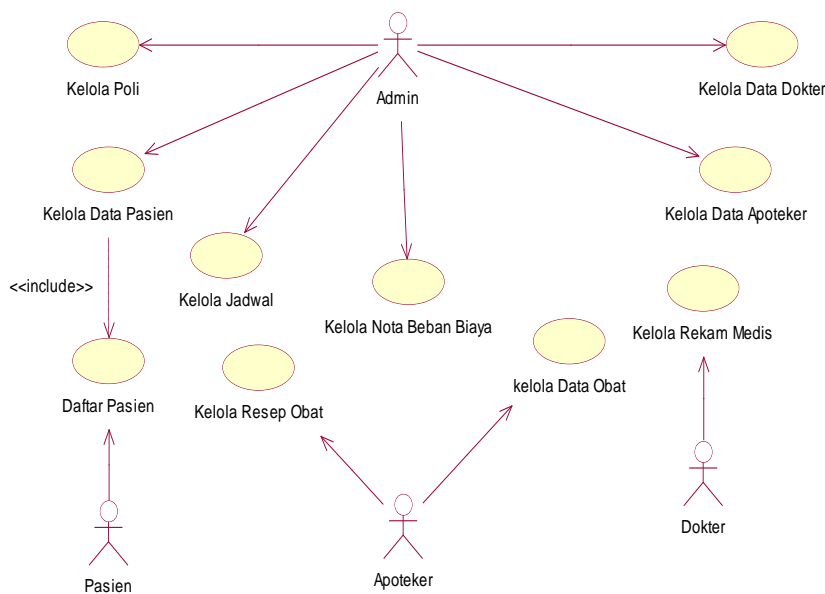 Kelola Poli
Admin
Kelola Data Dokter
Kelola Data Pasien
Kelola Data Apoteker
<<include>>
Kelola Jadwal
Kelola Nota Beban Biaya
Kelola Rekam Medis
Daftar Pasien
Kelola Resep Obat
kelola Data Obat
Dokter
Pasien
Apoteker